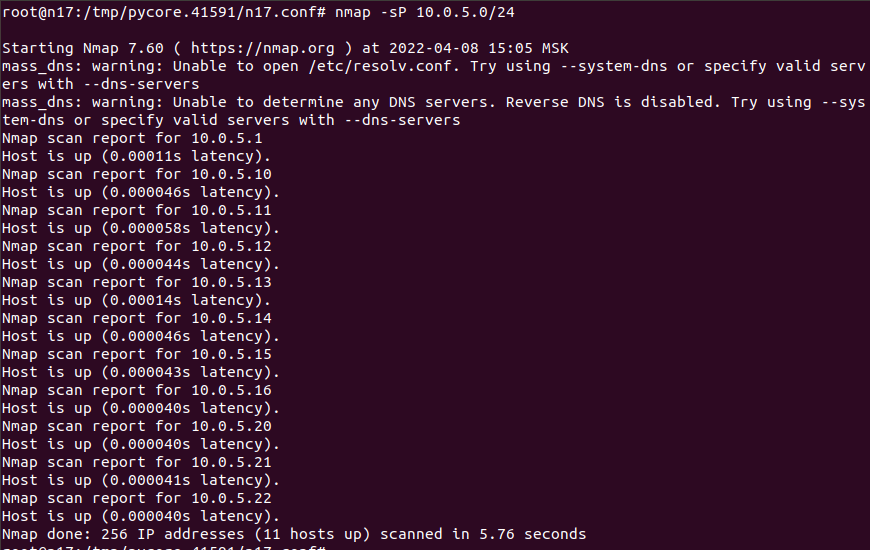 root@n17:/tmp/pycore.41591/n17.conf# nmap -sP 10.0.5.0/24
Starting Nmap 7.60 ( https://nmap.org ) at 2022-04-08 15:05 MSK
mass_dns: warning: Unable to open /etc/resolv.conf. Try using --system-dns or specify valid serv
ers with --dns-servers
mass_dns: warning: Unable to determine any DNS servers. Reverse DNS is disabled. Try using --sys
tem-dns or specify valid servers with --dns-servers
Nmap scan report for 10.0.5.1
Host is up (0.00011s latency).
Nmap scan report for 10.0.5.10
Host is up (0.000046s latency).
Nmap scan report for 10.0.5.11
Host is up (0.000058s latency).
Nmap scan report for 10.0.5.12
Host is up (0.000044s latency).
Nmap scan report for 10.0.5.13
Host is up (0.00014s latency).
Nmap scan report for 10.0.5.14
Host is up (0.000046s latency).
Nmap scan report for 10.0.5.15
Host is up (0.000043s latency).
Nmap scan report for 10.0.5.16
Host is up (0.000040s latency).
Nmap scan report for 10.0.5.20
Host is up (0.000040s latency).
Nmap scan report for 10.0.5.21
Host is up (0.000041s latency).
Nmap scan report for 10.0.5.22
Host is up (0.000040s latency).
Nmap done: 256 IP addresses (11 hosts up) scanned in 5.76 seconds
root@n17:/tmp/pycore.41591/n17.conf#